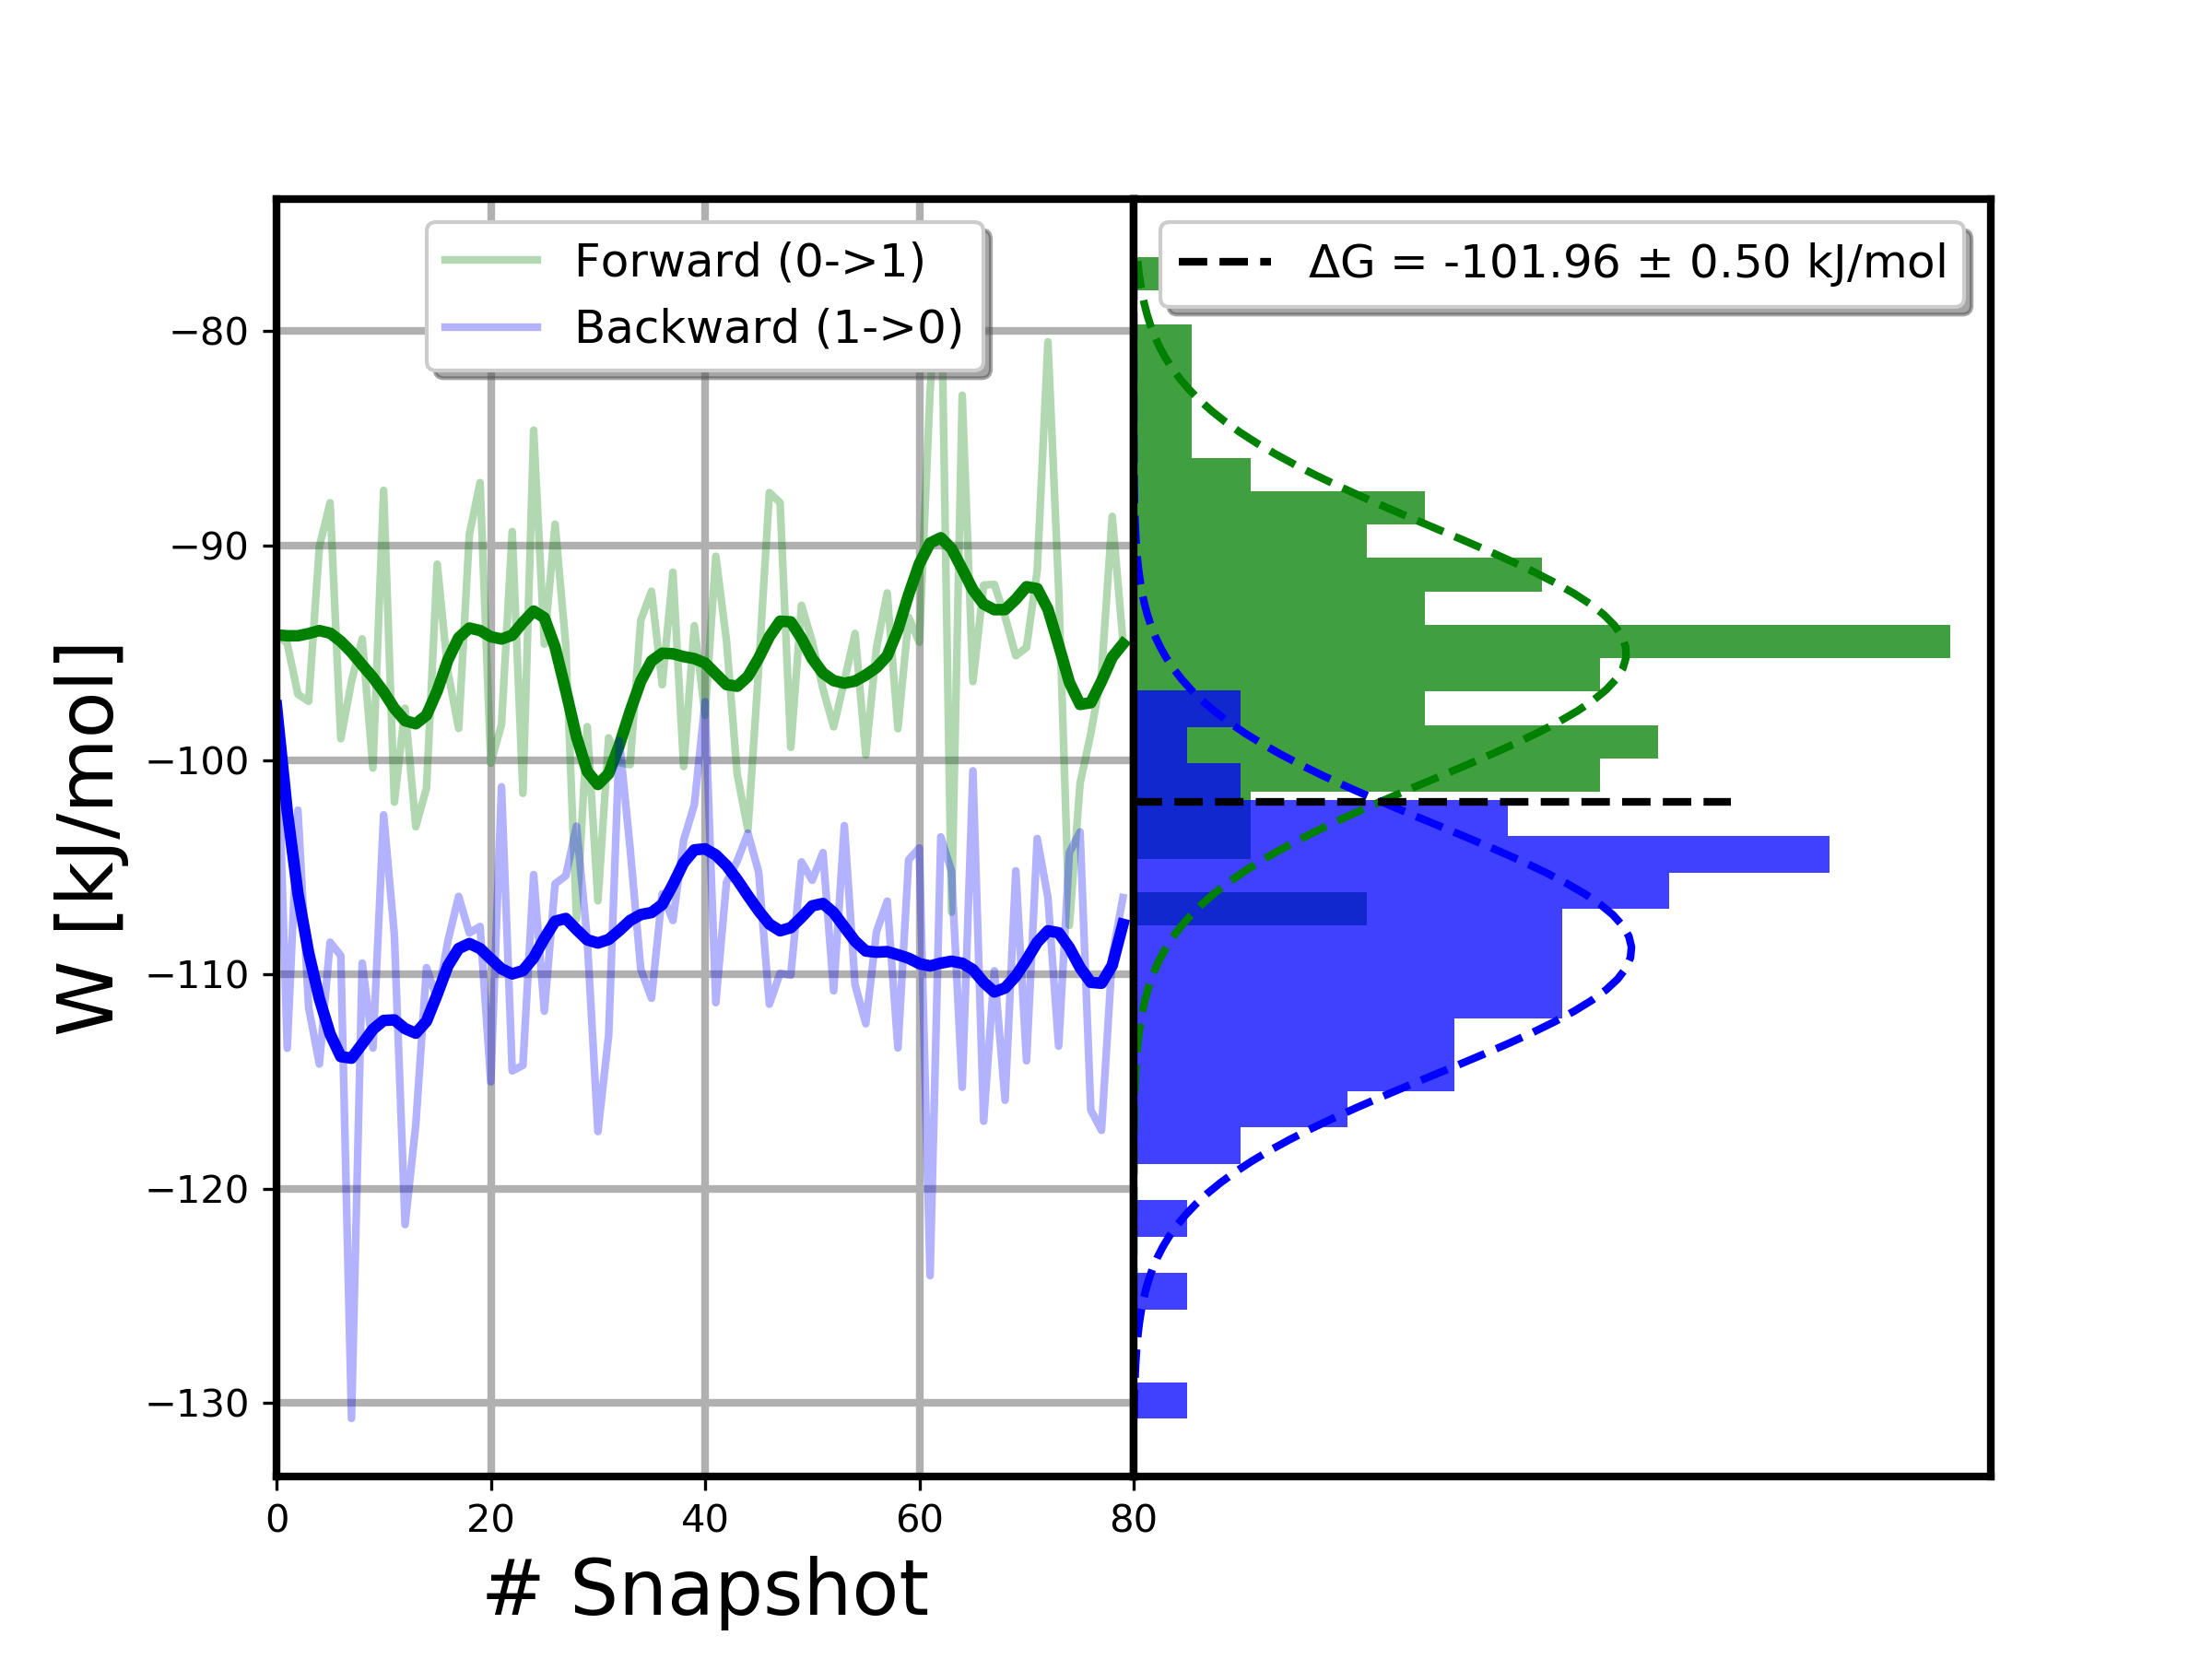 Forward (0->1)
Backward (1->0)
ΔG = -101.96 ± 0.50 kJ/mol
W [kJ/mol]
−80
−90
−100
−110
−120
−130
0 20 40 60 80
# Snapshot